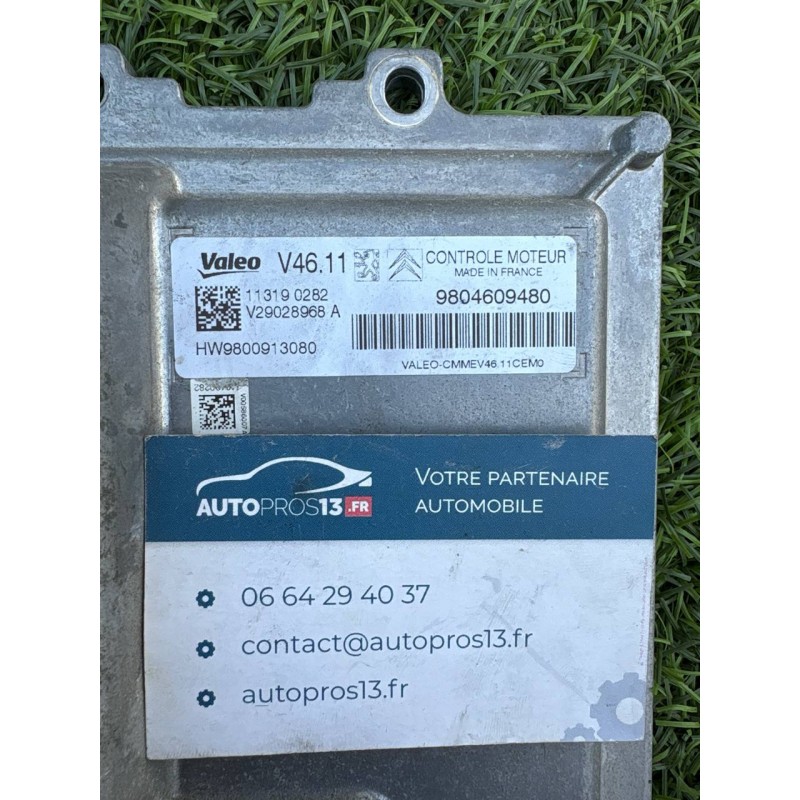 Valeo V46.11 CONTROLE MOTEUR
MADE IN FRANCE
11319 0282
V29028968 A
9804609480
HW9800913080
VALEO-CMMEV46.11CEM0
AUTOPROS13.FR
VOTRE PARTENAIRE
AUTOMOBILE
06 64 29 40 37
contact@autopros13.fr
autopros13.fr